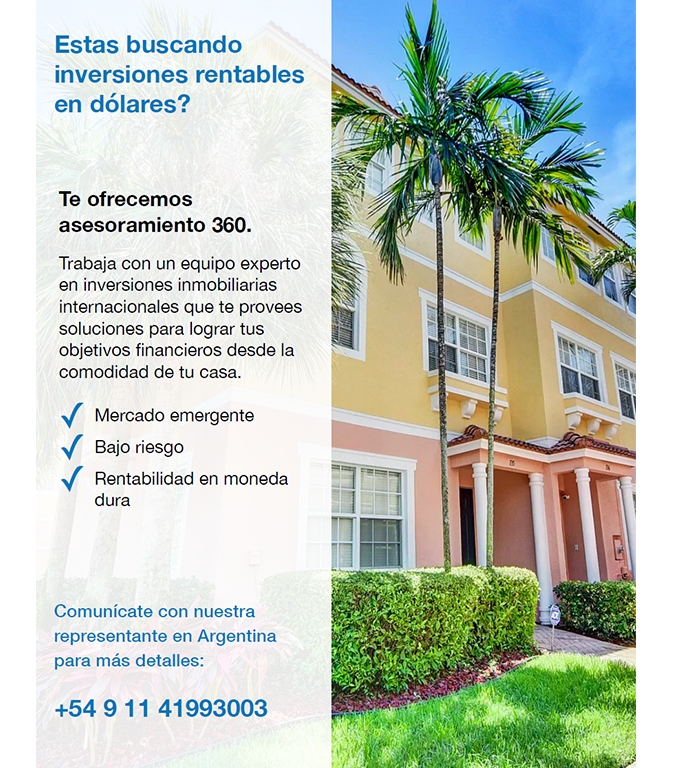 Estas buscando
inversiones rentables
en dólares?
Te ofrecemos
asesoramiento 360.
Trabaja con un equipo experto
en inversiones inmobiliarias
internacionales que te provees
soluciones para lograr tus
objetivos financieros desde la
comodidad de tu casa.
Mercado emergente
Bajo riesgo
Rentabilidad en moneda
dura
Comunícate con nuestra
representante en Argentina
para más detalles:
+54 9 11 41993003